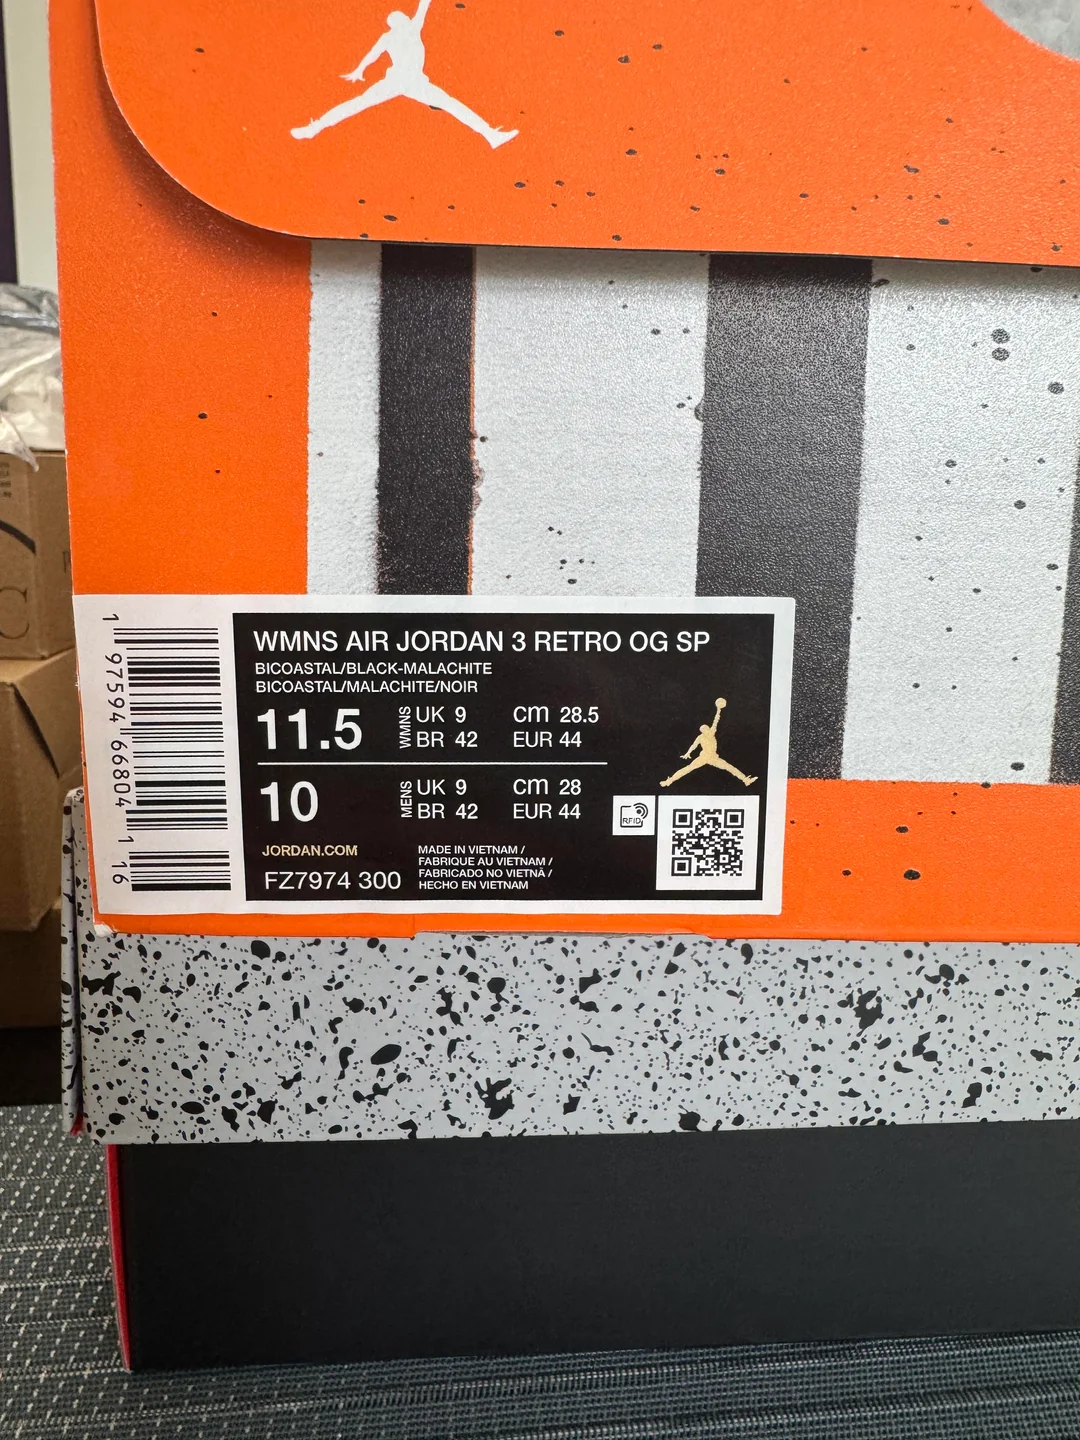 WMNS AIR JORDAN 3 RETRO OG SP
BICOASTAL/BLACK-MALACHITE
BICOASTAL/MALACHITE/NOIR
11.5 WMNS UK 9 cm 28.5
BR 42 EUR 44
10 MENS UK 9 cm 28
BR 42 EUR 44
RFID
JORDAN.COM
FZ7974 300
MADE IN VIETNAM /
FABRIQUE AU VIETNAM /
FABRICADO NO VIETNÃ /
HECHO EN VIETNAM
1 97594 66804 1 16